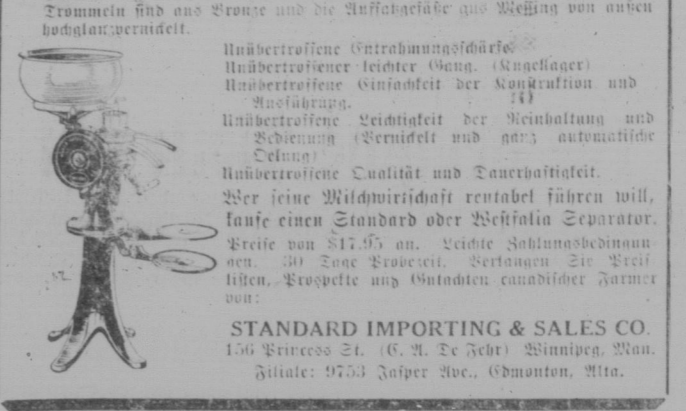 Trommeln sind aus Bronze und die Auffatzgefäße aus Messing von außen
hochglanzvernickelt.
Unübertroffene Entrahmungsschärfe.
Unübertroffener leichter Gang. (Kugellager)
Unübertroffene Einfachkeit der Konstruktion und
Ausführung.
Unübertroffene Leichtigkeit der Reinhaltung und
Bedienung (Vernickelt und ganz automatische
Oelung)
Unübertroffene Qualität und Dauerhaftigkeit.
Wer seine Milchwirtschaft rentabel führen will,
kaufe einen Standard oder Westfalia Separator.
Preise von $17.95 an. Leichte Zahlungsbedingun-
gen. 30 Tage Probezeit. Verlangen Sie Preis-
listen, Prospekte und Gutachten canadischer Farmer
von:
STANDARD IMPORTING & SALES CO.
156 Princess St. (C. A. De Fehr) Winnipeg, Man.
Filiale: 9753 Jasper Ave., Edmonton, Alta.